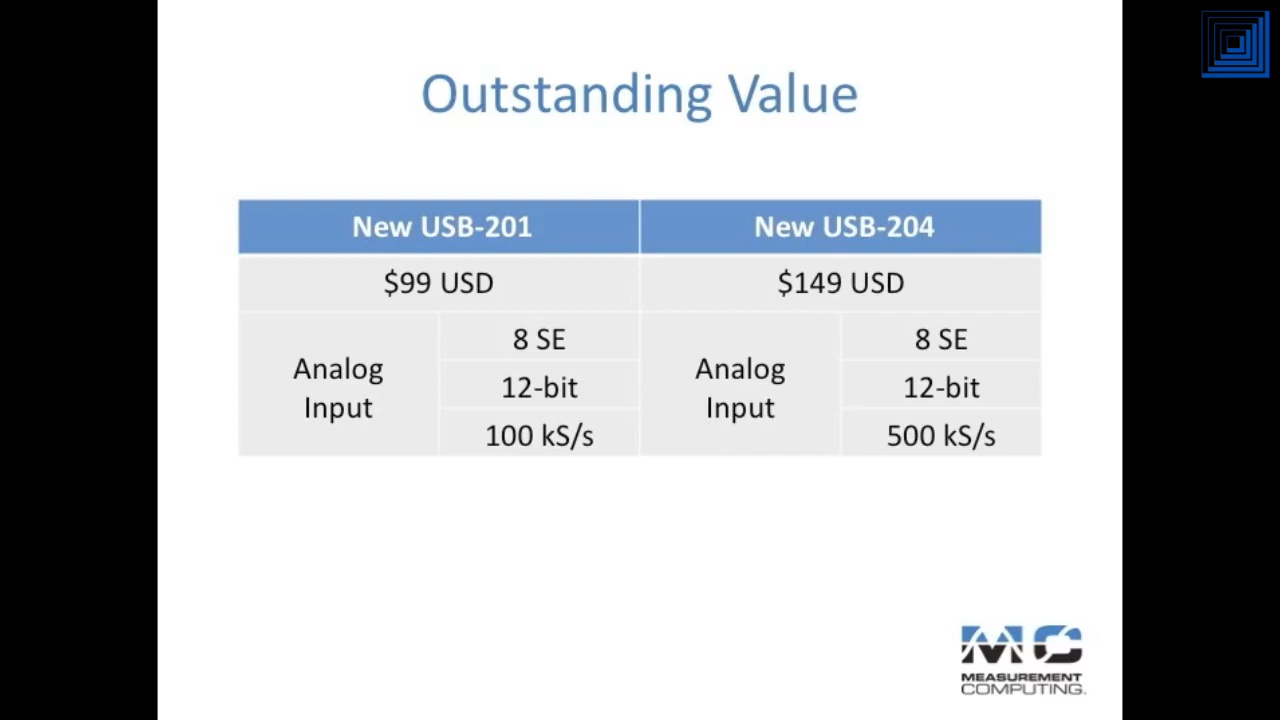 Outstanding Value
New USB-201
New USB-204
$99 USD
$149 USD
Analog
Input
8 SE
12-bit
100 kS/s
Analog
Input
8 SE
12-bit
500 kS/s
MC
MEASUREMENT
COMPUTING.